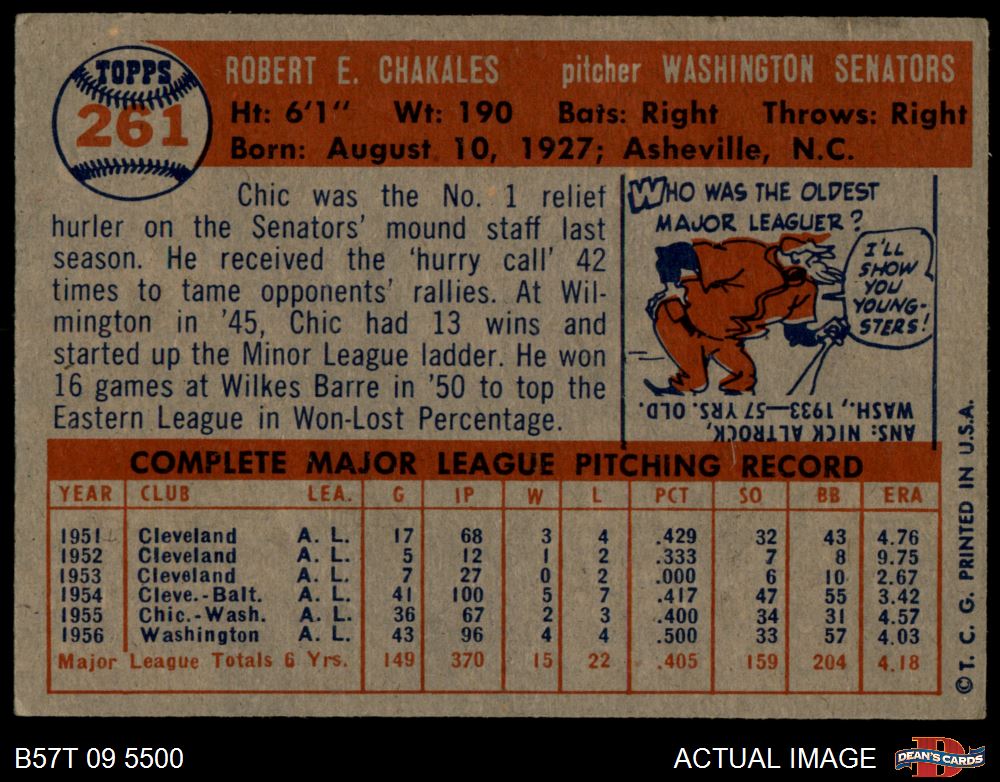 TOPPS
261
ROBERT E. CHAKALES pitcher WASHINGTON SENATORS
Ht: 6'1" Wt: 190 Bats: Right Throws: Right
Born: August 10, 1927; Asheville, N.C.
Chic was the No. 1 relief
hurler on the Senators' mound staff last
season. He received the 'hurry call' 42
times to tame opponents' rallies. At Wil-
mington in '45, Chic had 13 wins and
started up the Minor League ladder. He won
16 games at Wilkes Barre in '50 to top the
Eastern League in Won-Lost Percentage.
WHO WAS THE OLDEST
MAJOR LEAGUER?
I'LL
SHOW
YOU
YOUNG-
STERS!
ANS: NICK ALTROCK,
WASH., 1933—57 YRS. OLD.
COMPLETE MAJOR LEAGUE PITCHING RECORD
YEAR CLUB LEA. G IP W L PCT SO BB ERA
1951 Cleveland A. L. 17 68 3 4 .429 32 43 4.76
1952 Cleveland A. L. 5 12 1 2 .333 7 8 9.75
1953 Cleveland A. L. 7 27 0 2 .000 6 10 2.67
1954 Cleve.-Balt. A. L. 41 100 5 7 .417 47 55 3.42
1955 Chic.-Wash. A. L. 36 67 2 3 .400 34 31 4.57
1956 Washington A. L. 43 96 4 4 .500 33 57 4.03
Major League Totals 6 Yrs. 149 370 15 22 .405 159 204 4.18
© T. C. G. PRINTED IN U.S.A.
B57T 09 5500
ACTUAL IMAGE
D
DEAN'S CARDS